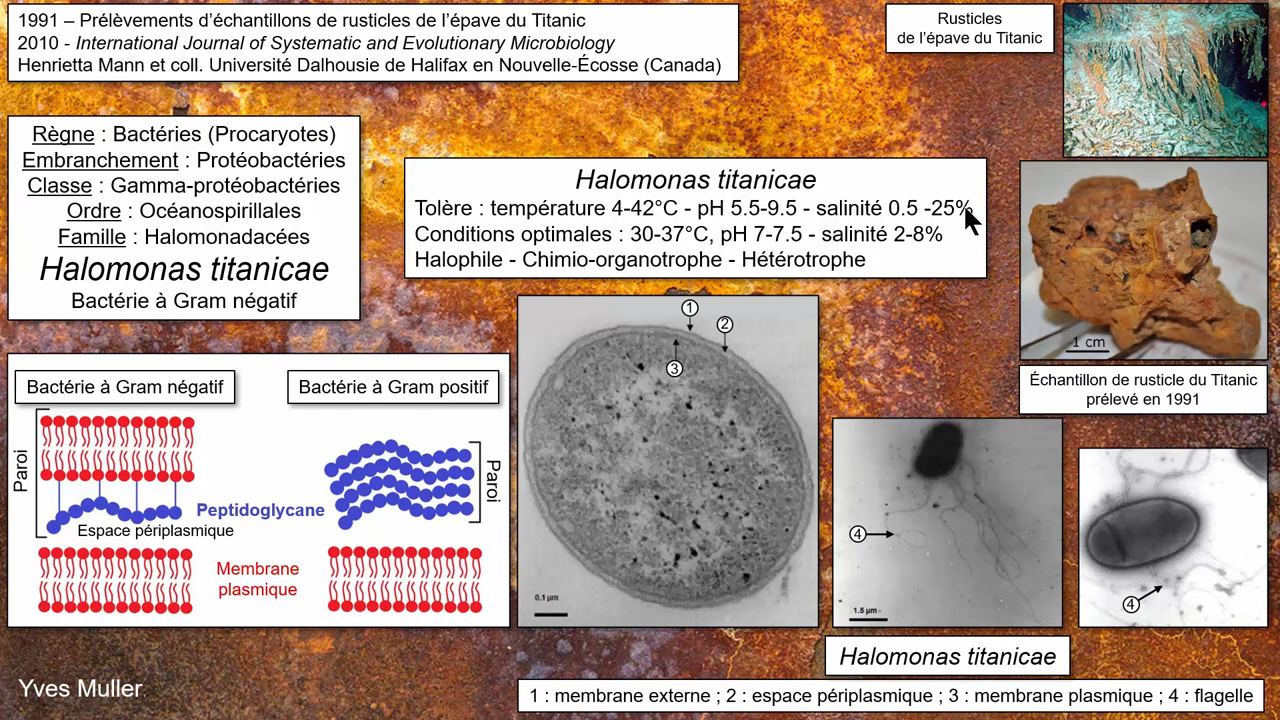 1991 – Prélèvements d'échantillons de rusticles de l'épave du Titanic
2010 - International Journal of Systematic and Evolutionary Microbiology
Henrietta Mann et coll. Université Dalhousie de Halifax en Nouvelle-Écosse (Canada)
Rusticles
de l'épave du Titanic
Règne : Bactéries (Procaryotes)
Embranchement : Protéobactéries
Classe : Gamma-protéobactéries
Ordre : Océanospirillales
Famille : Halomonadacées
Halomonas titanicae
Bactérie à Gram négatif
Halomonas titanicae
Tolère : température 4-42°C - pH 5.5-9.5 - salinité 0.5 -25%
Conditions optimales : 30-37°C, pH 7-7.5 - salinité 2-8%
Halophile - Chimio-organotrophe - Hétérotrophe
1 cm
Échantillon de rusticle du Titanic
prélevé en 1991
Bactérie à Gram négatif
Bactérie à Gram positif
Paroi
Paroi
Peptidoglycane
Espace périplasmique
Membrane
plasmique
1
2
3
0.1 µm
4
1.5 µm
4
Halomonas titanicae
1 : membrane externe ; 2 : espace périplasmique ; 3 : membrane plasmique ; 4 : flagelle
Yves Muller